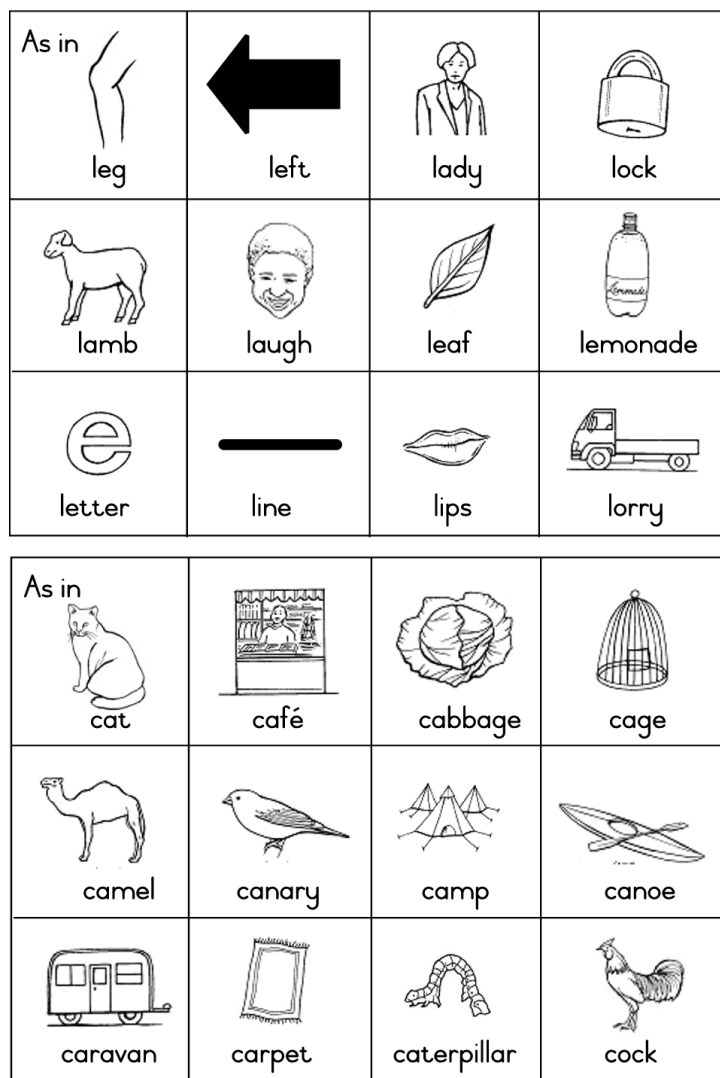 As in
leg left lady lock
Lemonade
lamb laugh leaf lemonade
e
letter line lips lorry
As in
cat café cabbage cage
camel canary camp canoe
caravan carpet caterpillar cock